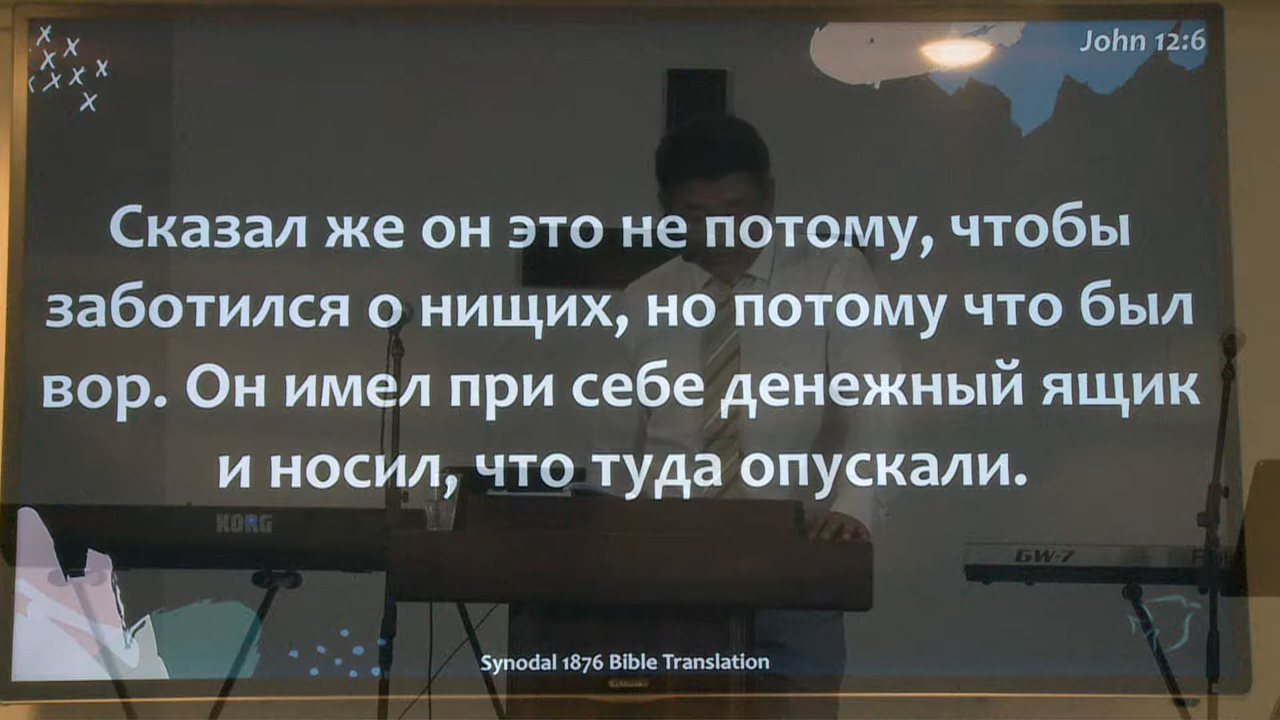 John 12:6
Сказал же он это не потому, чтобы
заботился о нищих, но потому что был
вор. Он имел при себе денежный ящик
и носил, что туда опускали.
KORG
GW-7
Synodal 1876 Bible Translation